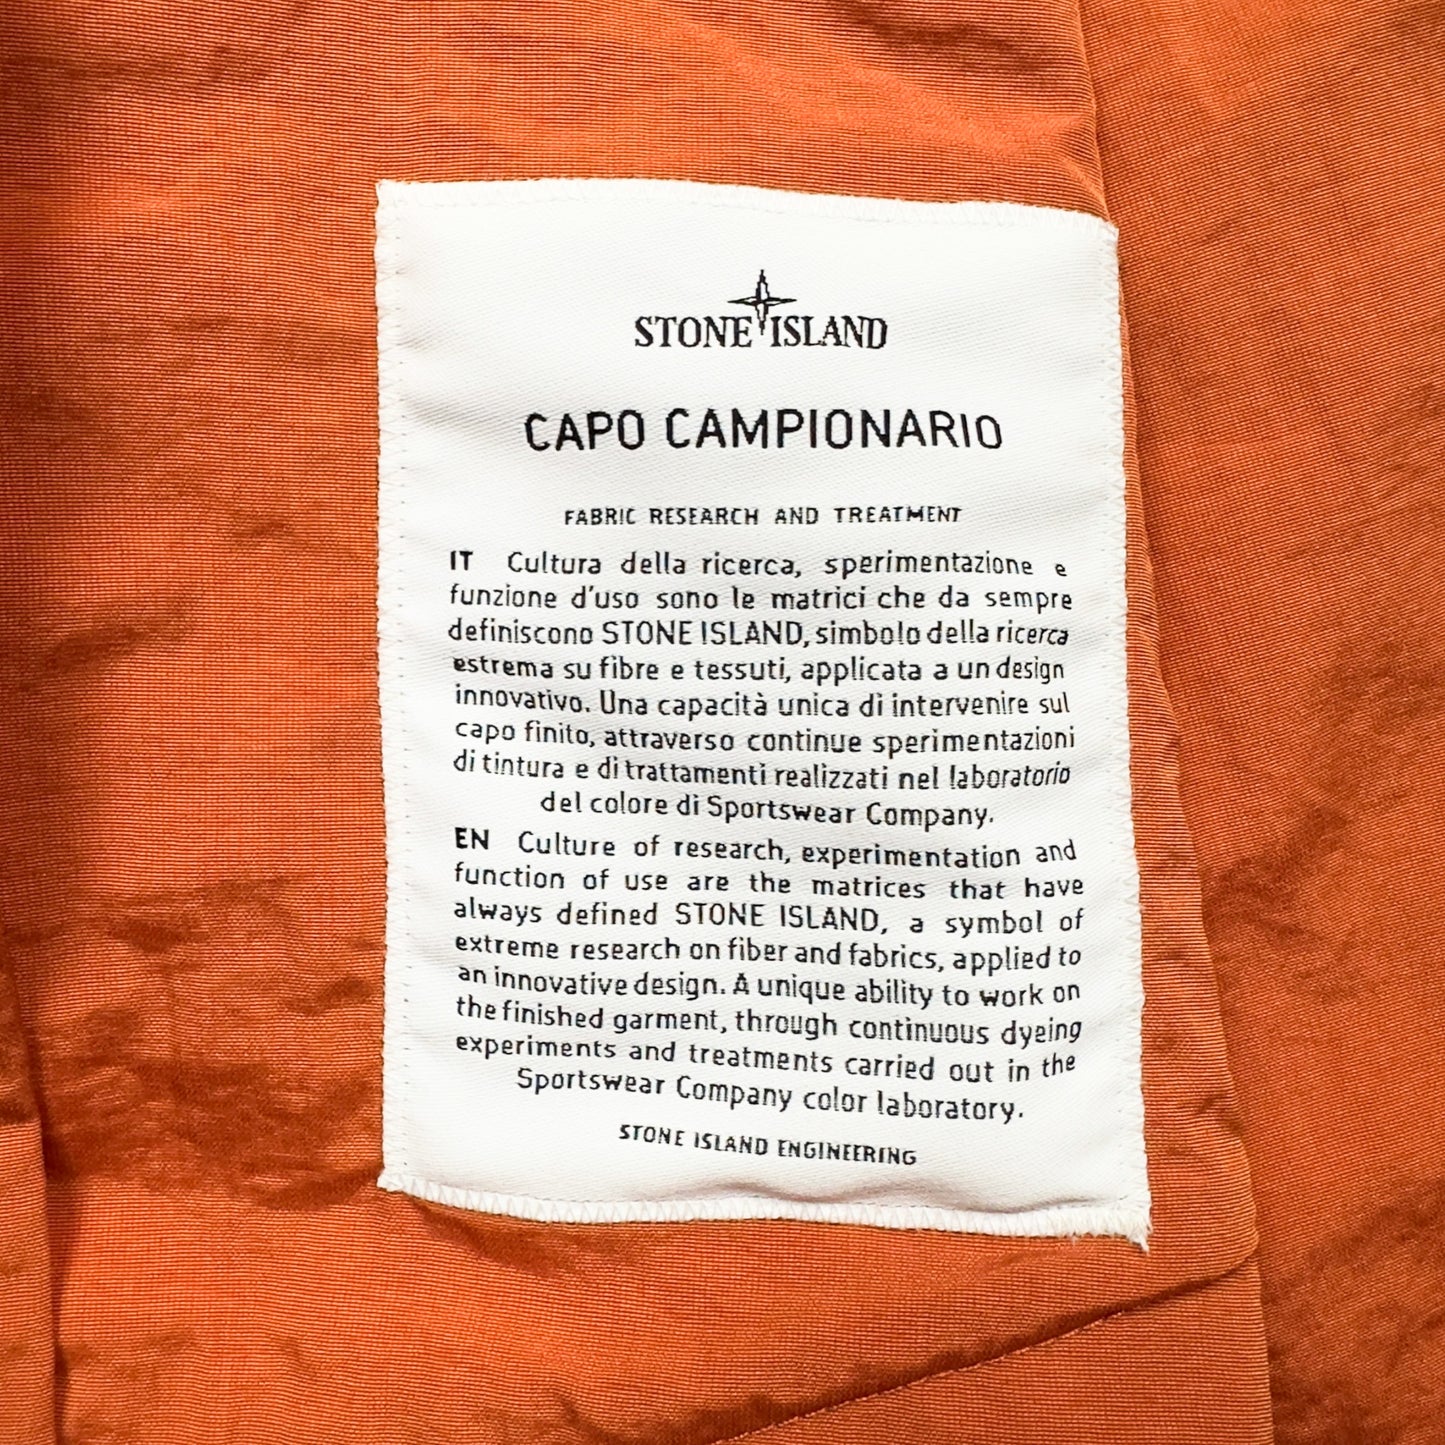 STONE ISLAND
CAPO CAMPIONARIO
FABRIC RESEARCH AND TREATMENT
IT Cultura della ricerca, sperimentazione e
funzione d'uso sono le matrici che da sempre
definiscono STONE ISLAND, simbolo della ricerca
estrema su fibre e tessuti, applicata a un design
innovativo. Una capacità unica di intervenire sul
capo finito, attraverso continue sperimentazioni
di tintura e di trattamenti realizzati nel laboratorio
del colore di Sportswear Company.
EN Culture of research, experimentation and
function of use are the matrices that have
always defined STONE ISLAND, a symbol of
extreme research on fiber and fabrics, applied to
an innovative design. A unique ability to work on
the finished garment, through continuous dyeing
experiments and treatments carried out in the
Sportswear Company color laboratory.
STONE ISLAND ENGINEERING